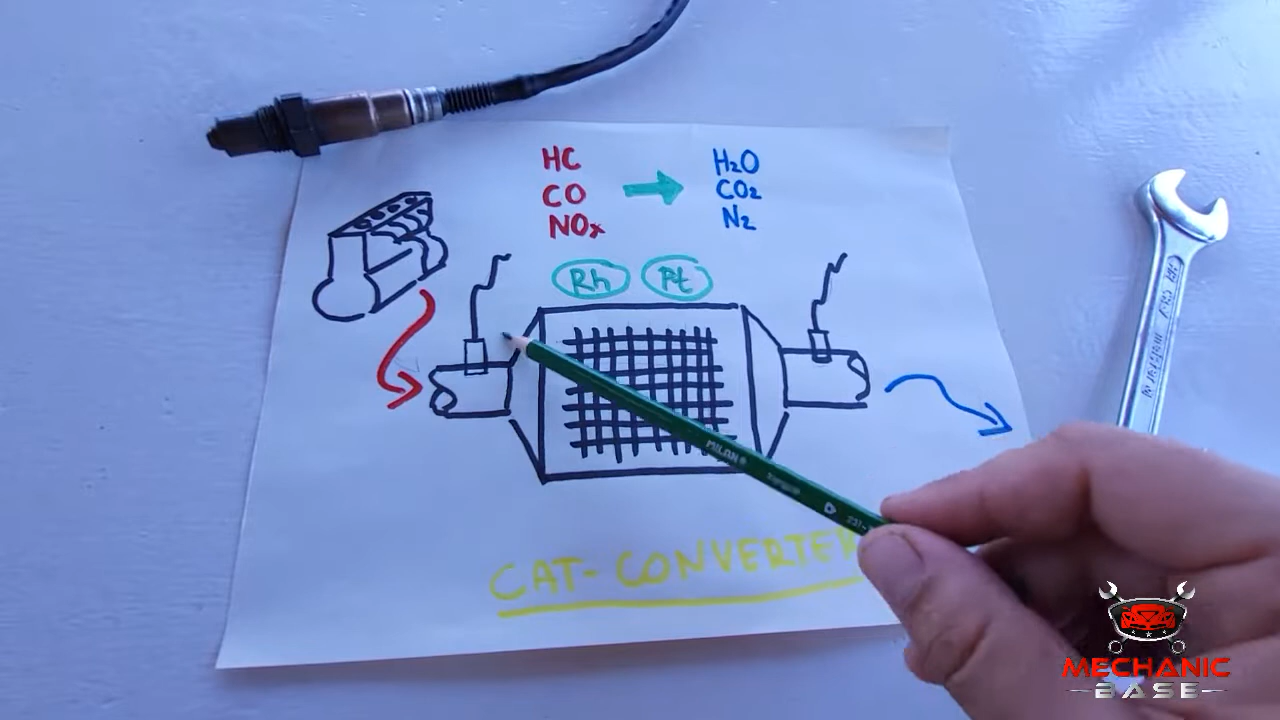 HC
CO
NOx
H2O
CO2
N2
Rh
Pt
CAT-CONVERTER
MILAN
MECHANIC
BASE